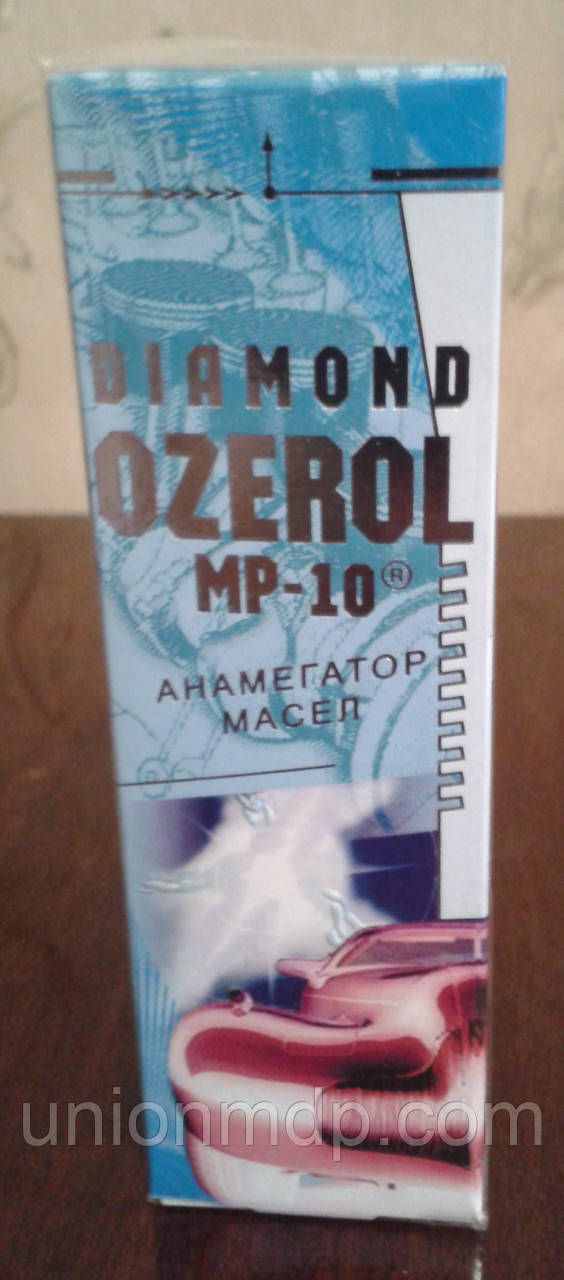 DIAMOND
OZEROL
MP-10®
АНАМЕГАТОР
МАСЕЛ
unionmdp.com